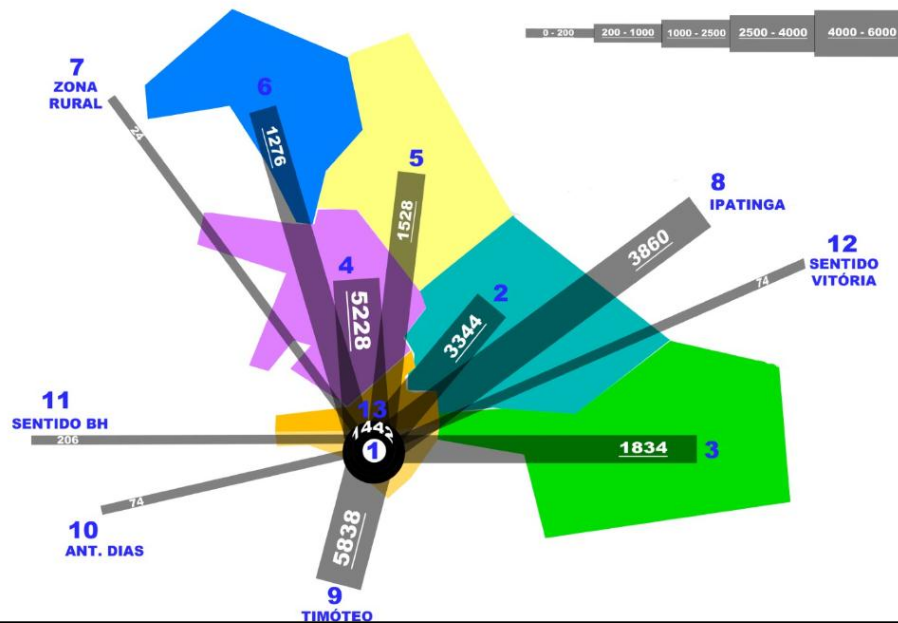 0 - 200
200 - 1000
1000 - 2500
2500 - 4000
4000 - 6000
7
ZONA
RURAL
24
6
1276
5
1528
8
IPATINGA
3860
12
SENTIDO
VITÓRIA
74
4
5228
2
3344
11
SENTIDO BH
206
13
1442
1
1834
3
10
ANT. DIAS
74
5838
9
TIMÓTEO